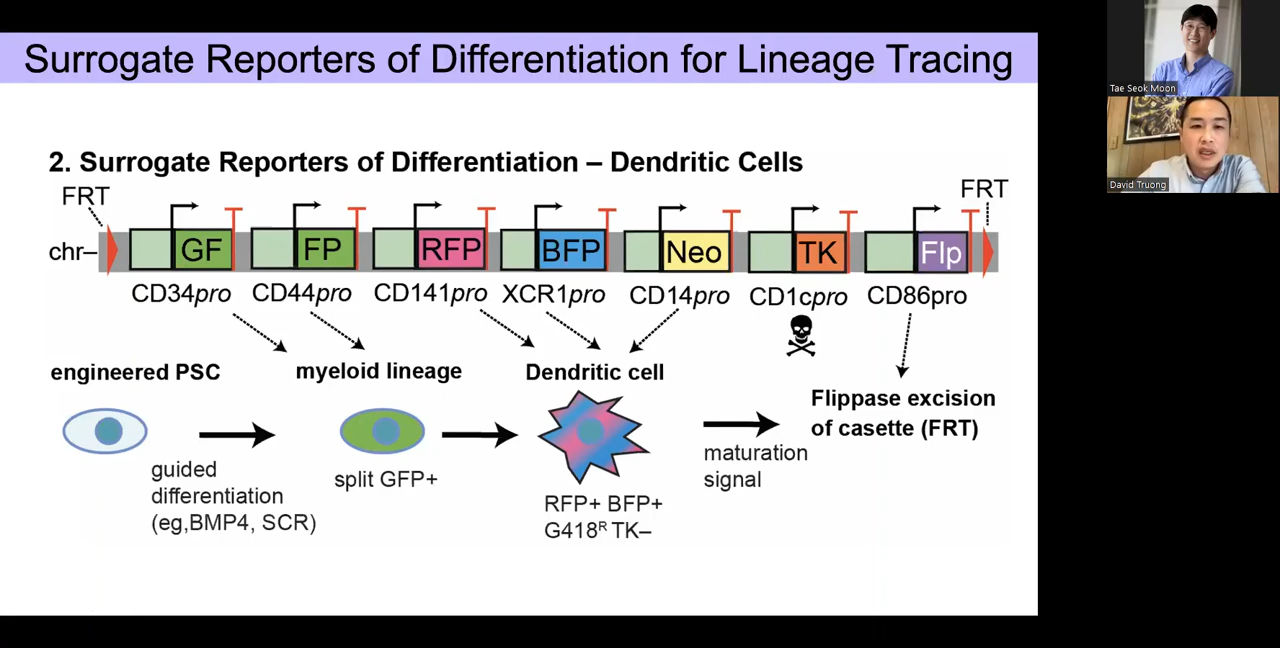 Surrogate Reporters of Differentiation for Lineage Tracing
Tae Seok Moon
David Truong
2. Surrogate Reporters of Differentiation – Dendritic Cells
FRT
FRT
chr–
GF
FP
RFP
BFP
Neo
TK
Flp
CD34pro
CD44pro
CD141pro
XCR1pro
CD14pro
CD1cpro
CD86pro
engineered PSC
myeloid lineage
Dendritic cell
Flippase excision
of casette (FRT)
guided
differentiation
(eg,BMP4, SCR)
split GFP+
RFP+ BFP+
G418ᴿ TK–
maturation
signal